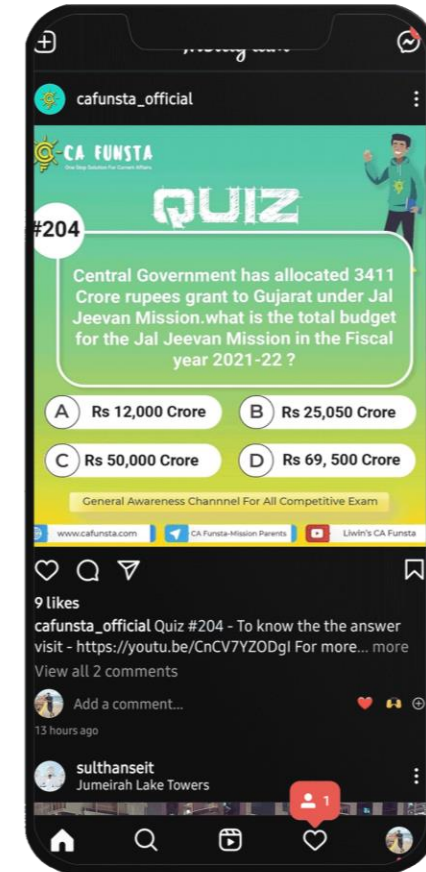 cafunsta_official
CA FUNSTA
One Stop Solution For Current Affairs
QUIZ
#204
Central Government has allocated 3411
Crore rupees grant to Gujarat under Jal
Jeevan Mission.what is the total budget
for the Jal Jeevan Mission in the Fiscal
year 2021-22 ?
A Rs 12,000 Crore
B Rs 25,050 Crore
C Rs 50,000 Crore
D Rs 69, 500 Crore
General Awareness Channnel For All Competitive Exam
www.cafunsta.com CA Funsta-Mission Parents Liwin's CA Funsta
9 likes
cafunsta_official Quiz #204 - To know the the answer
visit - https://youtu.be/CnCV7YZODgI For more... more
View all 2 comments
Add a comment...
13 hours ago
sulthanseit
Jumeirah Lake Towers
1